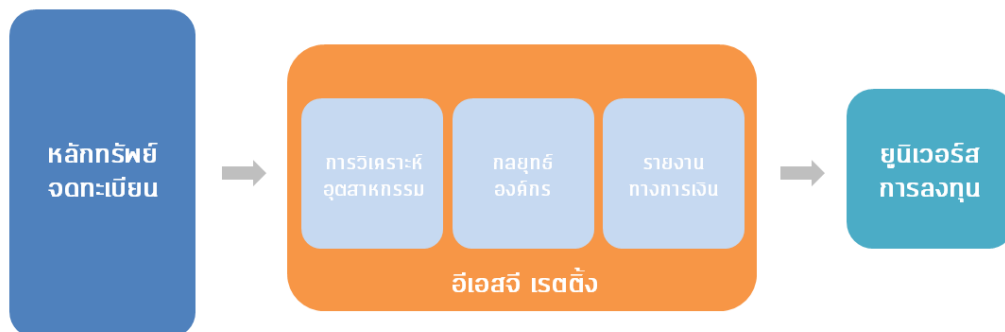 หลักทรัพย์
จดทะเบียน
การวิเคราะห์
อุตสาหกรรม
กลยุทธ์
องค์กร
รายงาน
ทางการเงิน
อีเอสจี เรตติ้ง
ยูนิเวอร์ส
การลงทุน